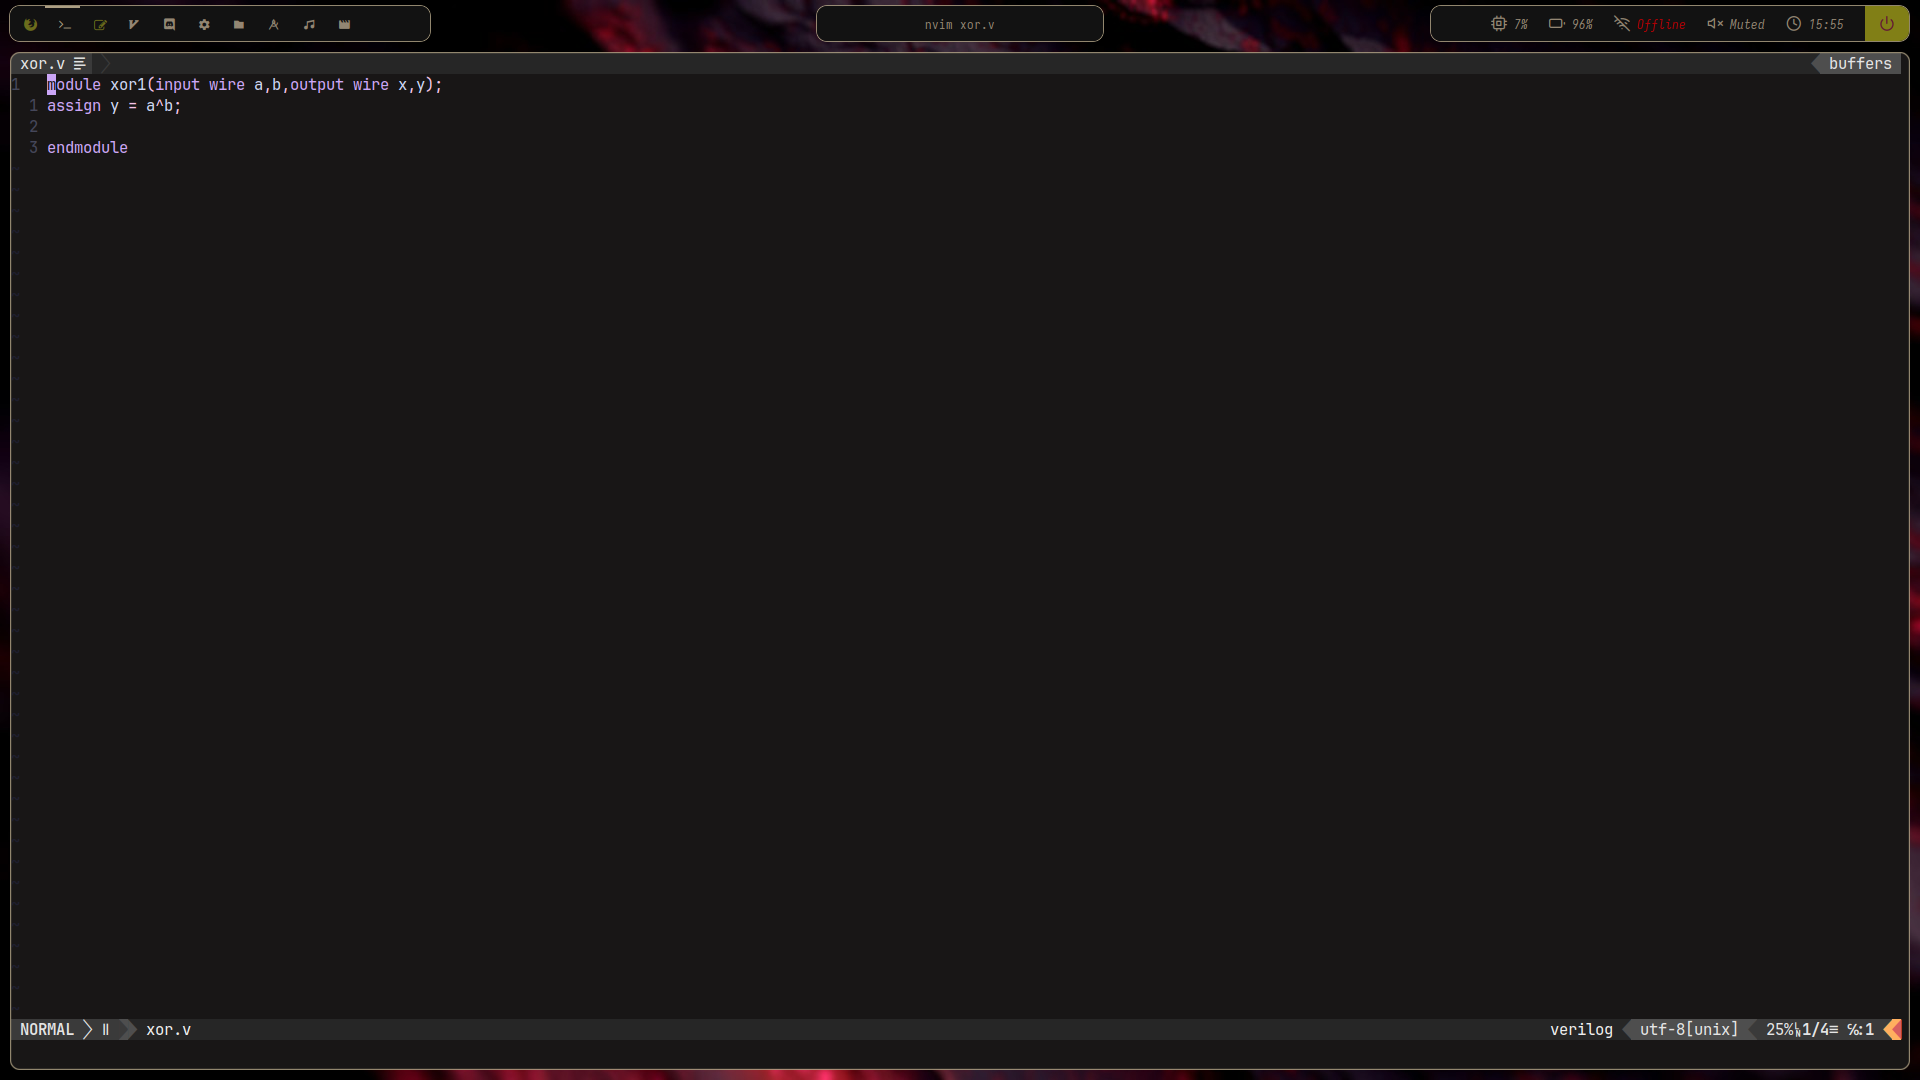 nvim xor.v
7% 96% Offline Muted 15:55
xor.v buffers
1 module xor1(input wire a,b,output wire x,y);
1 assign y = a^b;
2
3 endmodule
NORMAL xor.v verilog utf-8[unix] 25% 1/4 :1